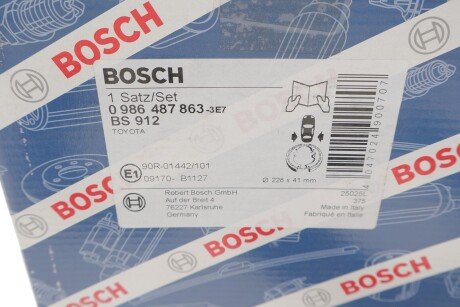 BOSCH
BOSCH
BOSCH
1 Satz/Set
0 986 487 863-3E7
BS 912
TOYOTA
E1
90R-01442/101
09170- B1127
Ø 228 x 41 mm
Robert Bosch GmbH
Auf der Breit 4
76227 Karlsruhe
Germany
375
Made in Italy
Fabriqué en Italie
BOSCH
BOSCH